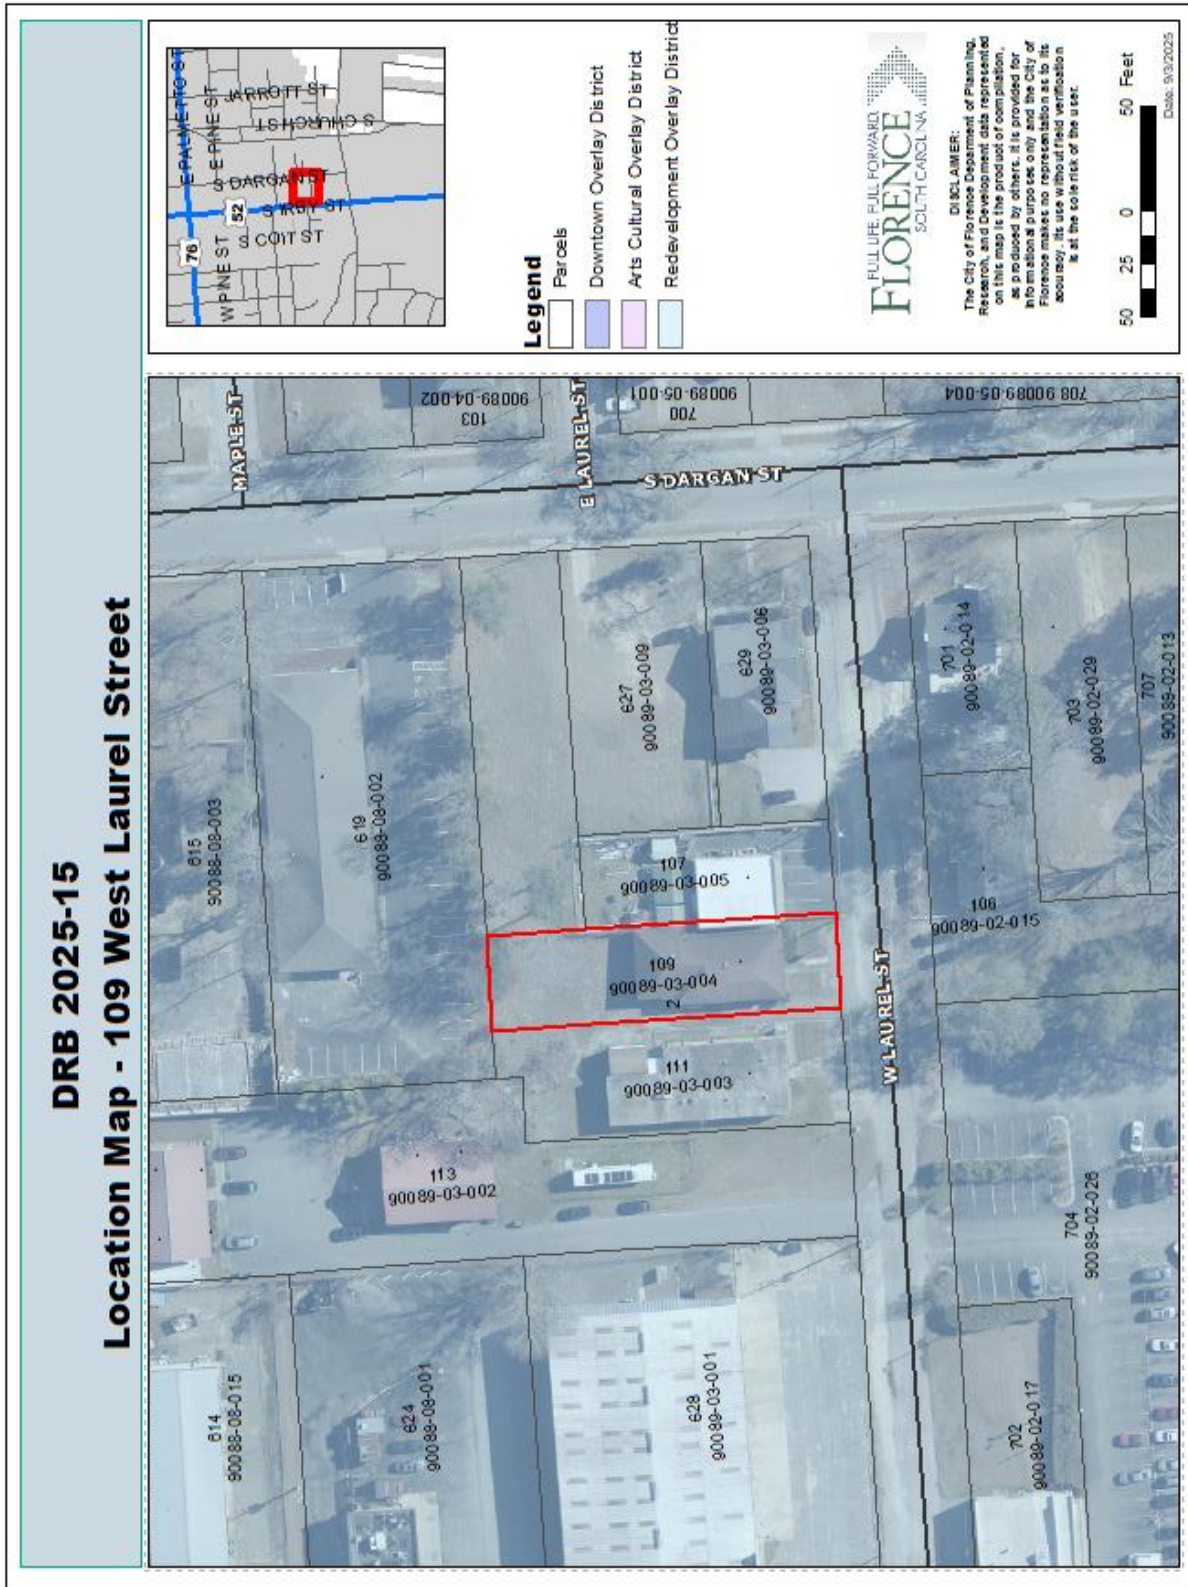 DRB 2025-15
Location Map - 109 West Laurel Street
615
90088-08-003
619
90088-08-002
614
90088-08-015
624
90088-08-001
113
90089-03-002
628
90089-03-001
111
90089-03-003
109
90089-03-004
2
107
90089-03-005
627
90089-03-009
629
90089-03-006
701
90089-02-014
703
90089-02-029
707
90089-02-013
106
90089-02-015
704
90089-02-026
702
90089-02-017
103
90089-04-002
700
90089-05-001
708 90089-05-004
MAPLE ST
E LAUREL ST
S DARGAN ST
W LAUREL ST
E PALMETTO ST
E PINE ST
JARROTT ST
S CHURCH ST
S DARGAN ST
S IRBY ST
S COIT ST
W PINE ST
76
52
Legend
Parcels
Downtown Overlay District
Arts Cultural Overlay District
Redevelopment Overlay District
FULL LIFE. FULL FORWARD.
FLORENCE
SOUTH CAROLINA
DISCLAIMER:
The City of Florence Department of Planning,
Research, and Development data represented
on this map is the product of compilation,
as produced by others. It is provided for
informational purposes only and the City of
Florence makes no representation as to its
accuracy. Its use without field verification
is at the sole risk of the user.
50 25 0 50 Feet
Date: 9/3/2025